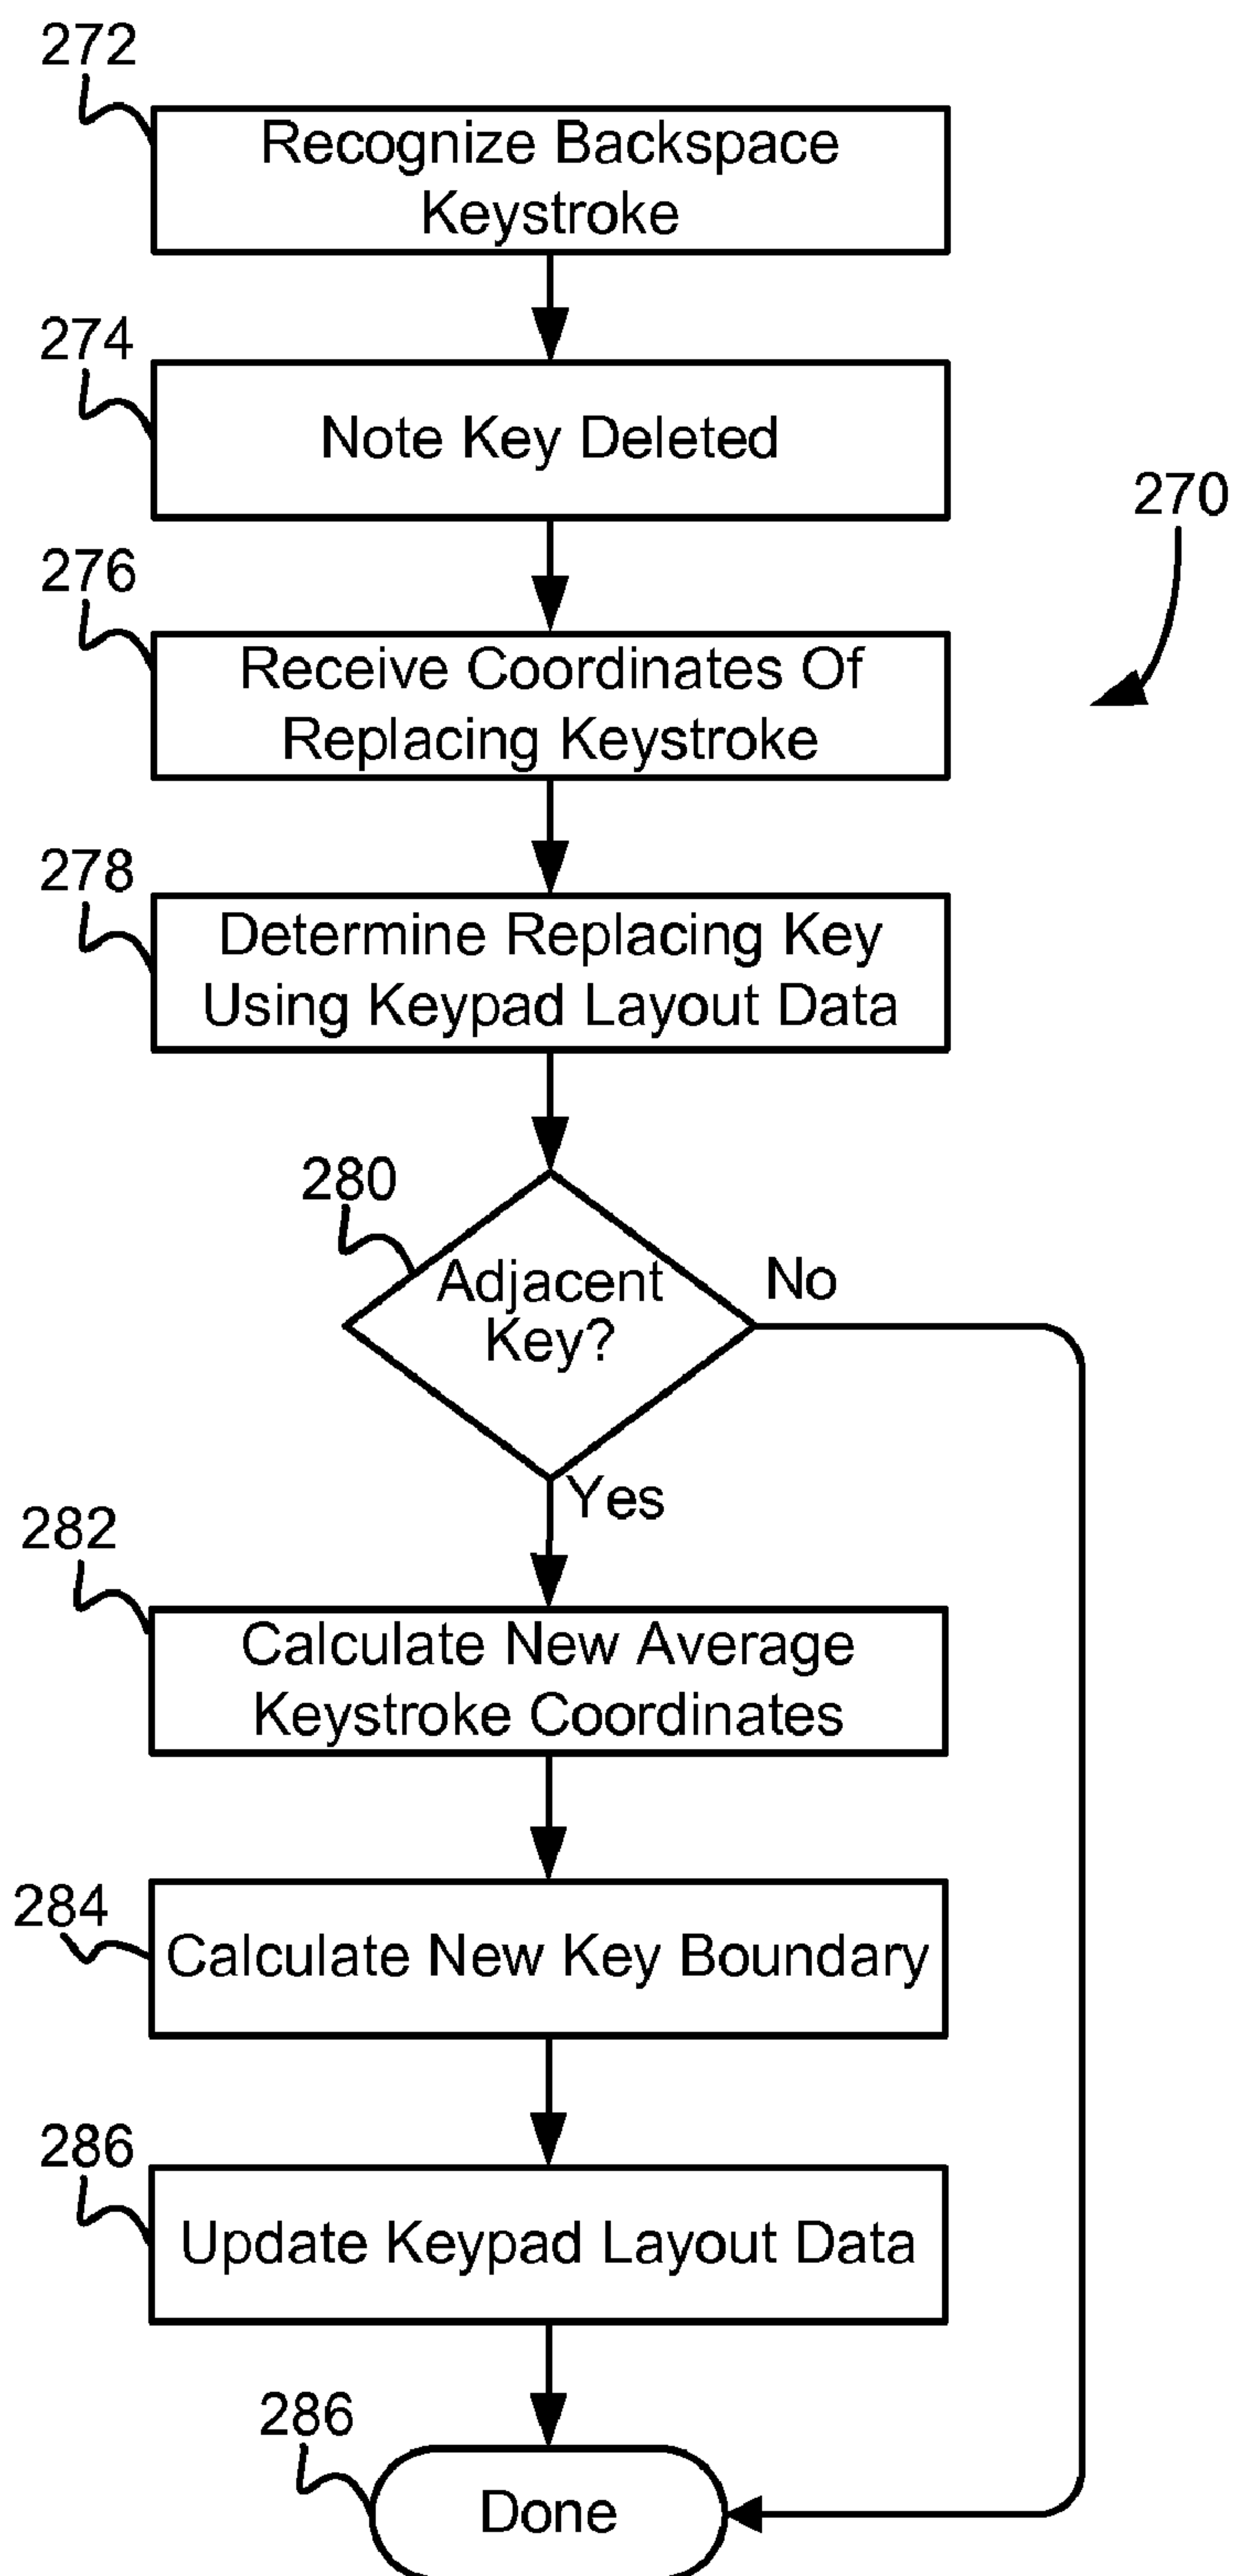 272
Recognize Backspace
Keystroke
274
Note Key Deleted
270
276
Receive Coordinates Of
Replacing Keystroke
278
Determine Replacing Key
Using Keypad Layout Data
280
Adjacent
Key?
No
Yes
282
Calculate New Average
Keystroke Coordinates
284
Calculate New Key Boundary
286
Update Keypad Layout Data
286
Done